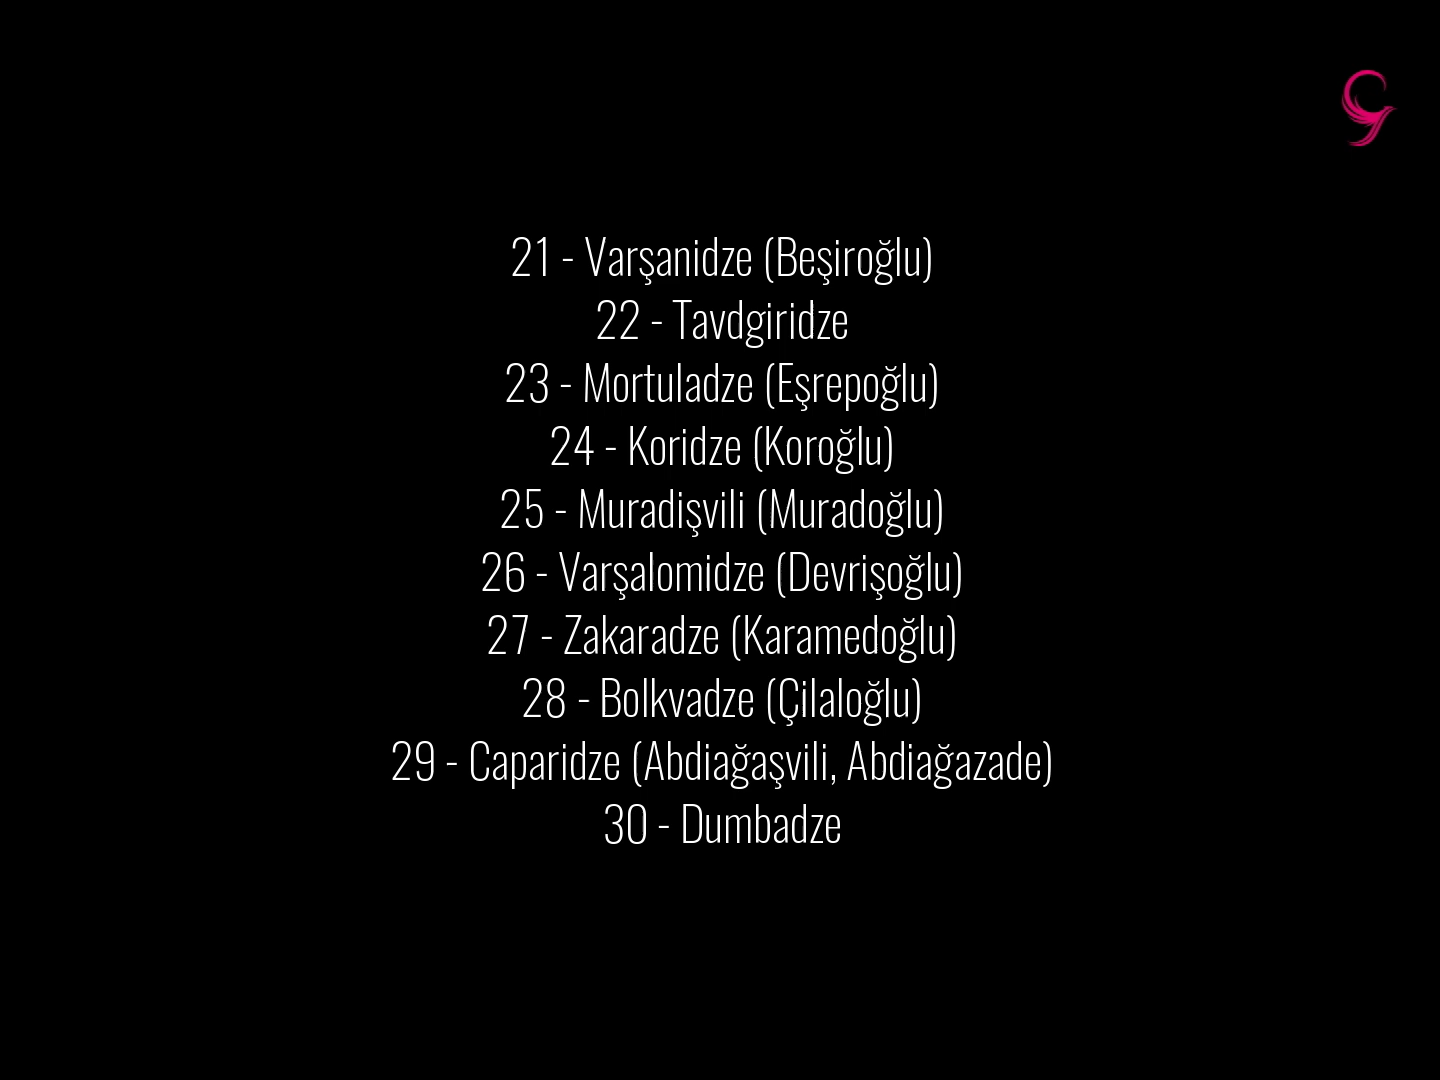 21 - Varşanidze (Beşiroğlu)
22 - Tavdgiridze
23 - Mortuladze (Eşrepoğlu)
24 - Koridze (Koroğlu)
25 - Muradişvili (Muradoğlu)
26 - Varşalomidze (Devrişoğlu)
27 - Zakaradze (Karamedoğlu)
28 - Bolkvadze (Çilaloğlu)
29 - Caparidze (Abdiağaşvili, Abdiağazade)
30 - Dumbadze